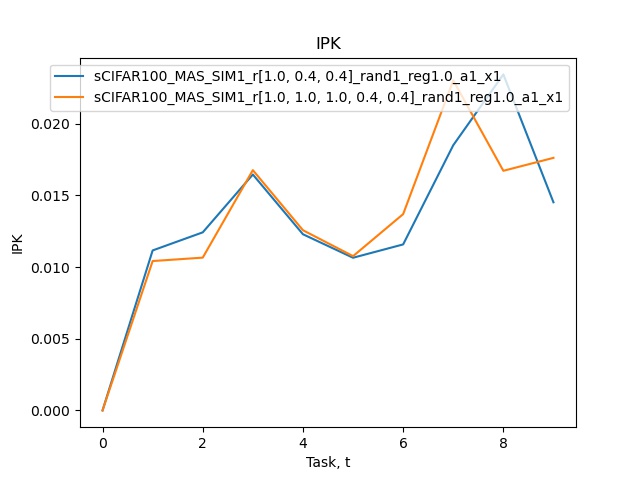 IPK
sCIFAR100_MAS_SIM1_r[1.0, 0.4, 0.4]_rand1_reg1.0_a1_x1
sCIFAR100_MAS_SIM1_r[1.0, 1.0, 1.0, 0.4, 0.4]_rand1_reg1.0_a1_x1
0.020
0.015
0.010
0.005
0.000
IPK
0 2 4 6 8
Task, t